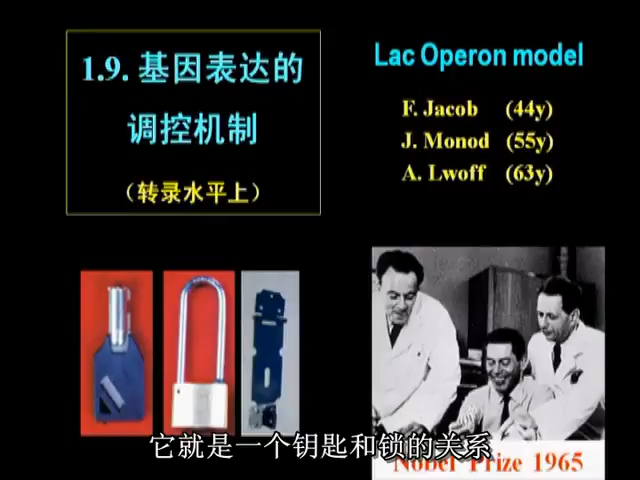 1.9. 基因表达的
调控机制
（转录水平上）
Lac Operon model
F. Jacob (44y)
J. Monod (55y)
A. Lwoff (63y)
它就是一个钥匙和锁的关系
Nobel Prize 1965